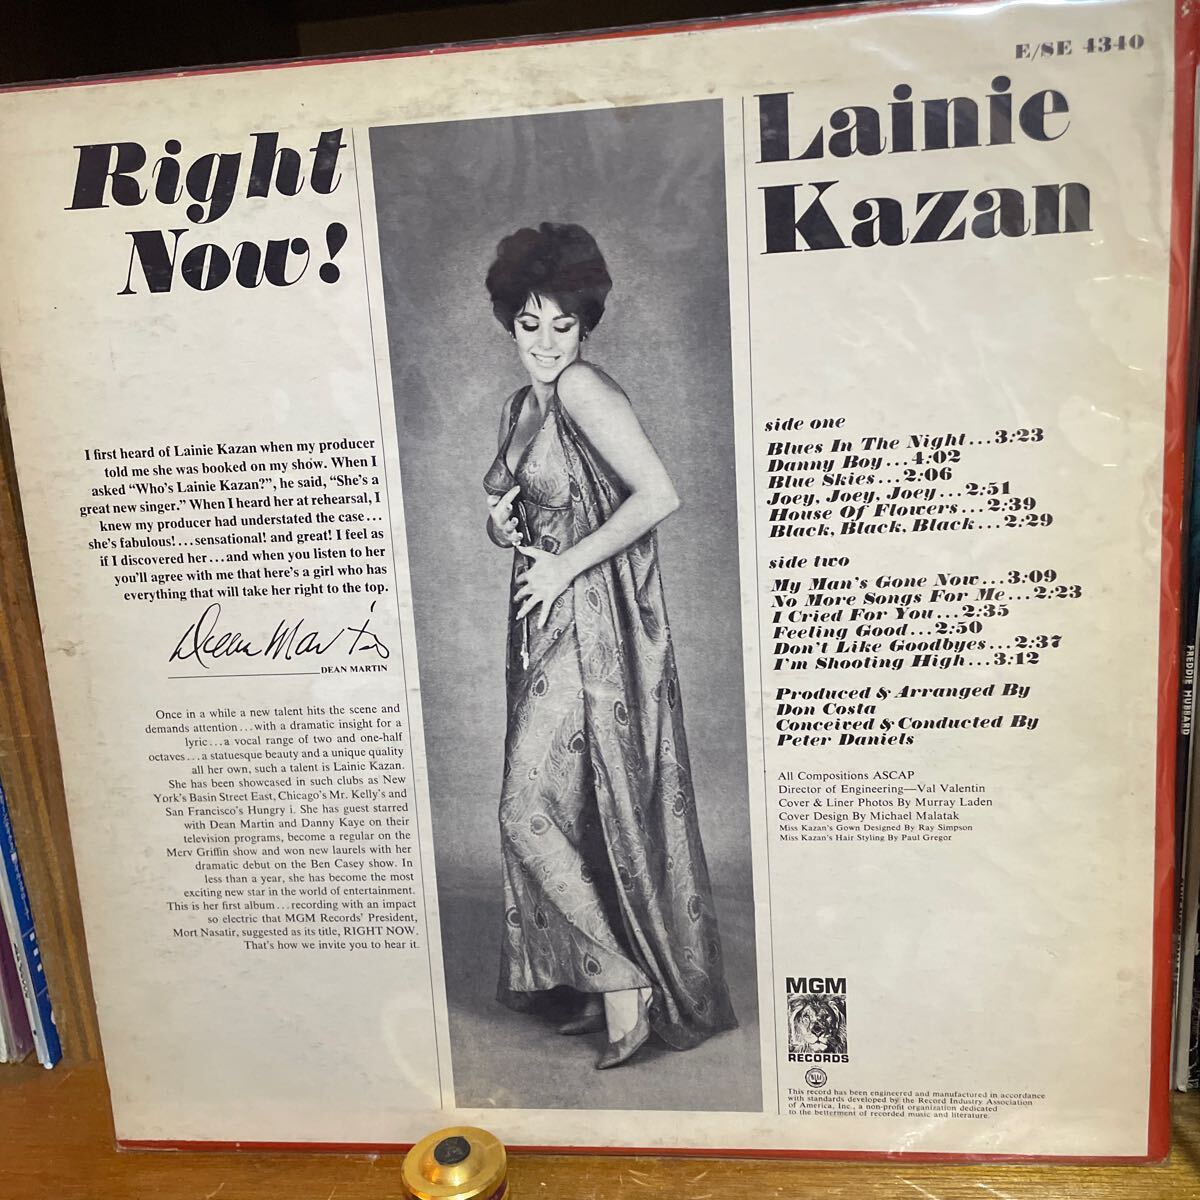 E/SE 4340
Right
Now!
Lainie
Kazan
I first heard of Lainie Kazan when my producer
told me she was booked on my show. When I
asked “Who's Lainie Kazan?”, he said, “She's a
great new singer.” When I heard her at rehearsal, I
knew my producer had understated the case...
she's fabulous!...sensational! and great! I feel as
if I discovered her...and when you listen to her
you'll agree with me that here's a girl who has
everything that will take her right to the top.
Dean Martin
DEAN MARTIN
Once in a while a new talent hits the scene and
demands attention...with a dramatic insight for a
lyric...a vocal range of two and one-half
octaves...a statuesque beauty and a unique quality
all her own, such a talent is Lainie Kazan.
She has been showcased in such clubs as New
York's Basin Street East, Chicago's Mr. Kelly's and
San Francisco's Hungry i. She has guest starred
with Dean Martin and Danny Kaye on their
television programs, become a regular on the
Merv Griffin show and won new laurels with her
dramatic debut on the Ben Casey show. In
less than a year, she has become the most
exciting new star in the world of entertainment.
This is her first album...recording with an impact
so electric that MGM Records' President,
Mort Nasatir, suggested as its title, RIGHT NOW.
That's how we invite you to hear it.
side one
Blues In The Night...3:23
Danny Boy...4:02
Blue Skies...2:06
Joey, Joey, Joey...2:51
House Of Flowers...2:39
Black, Black, Black...2:29
side two
My Man's Gone Now...3:09
No More Songs For Me...2:23
I Cried For You...2:35
Feeling Good...2:50
Don't Like Goodbyes...2:37
I'm Shooting High...3:12
Produced & Arranged By
Don Costa
Conceived & Conducted By
Peter Daniels
All Compositions ASCAP
Director of Engineering—Val Valentin
Cover & Liner Photos By Murray Laden
Cover Design By Michael Malatak
Miss Kazan's Gown Designed By Ray Simpson
Miss Kazan's Hair Styling By Paul Gregor
MGM
RECORDS
This record has been engineered and manufactured in accordance
with standards developed by the Record Industry Association
of America, Inc., a non-profit organization dedicated
to the betterment of recorded music and literature.
FREDDIE HUBBARD